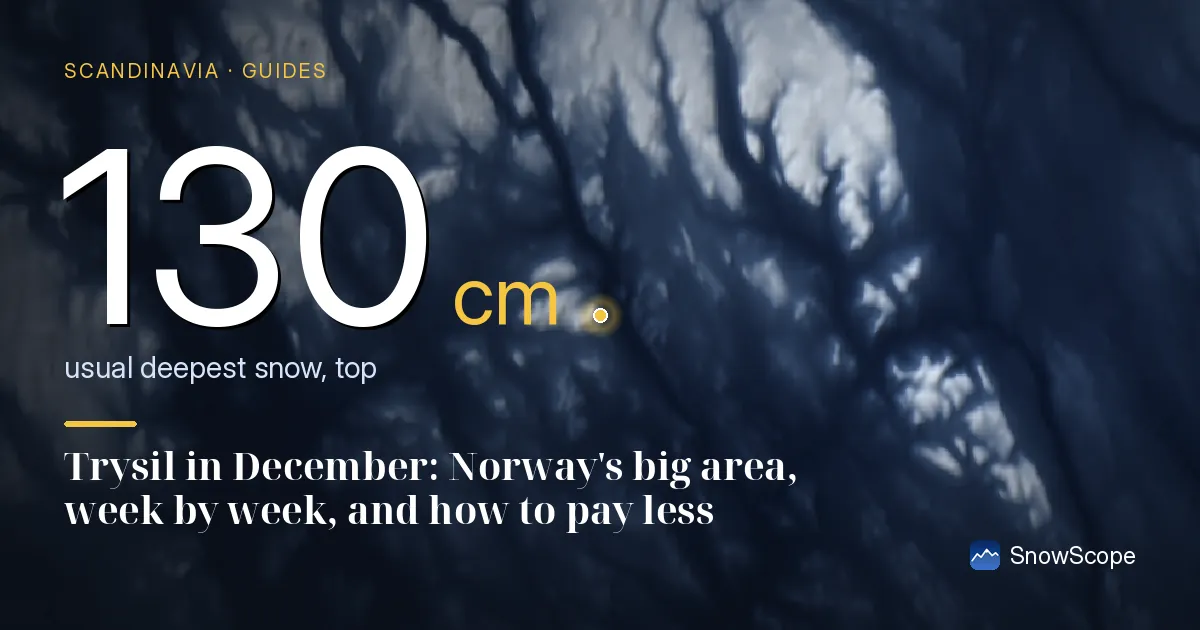 SCANDINAVIA · GUIDES
130 cm
usual deepest snow, top
Trysil in December: Norway's big area,
week by week, and how to pay less
SnowScope